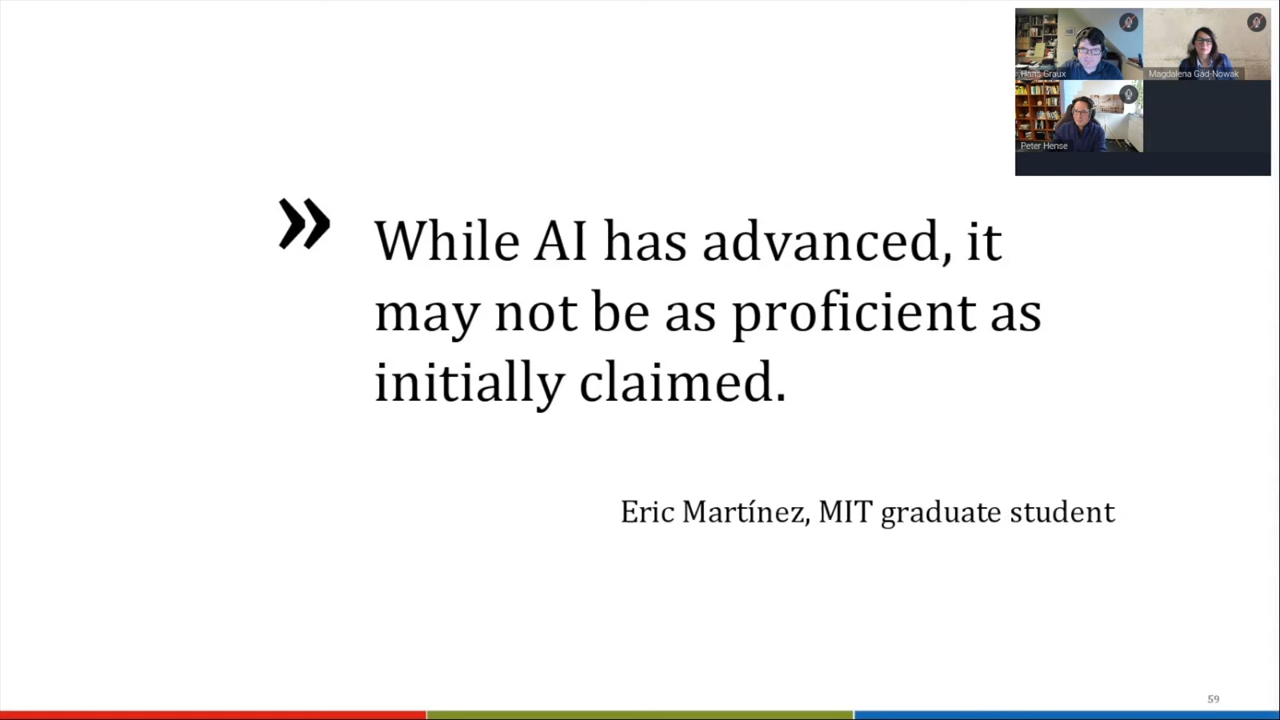 Hans Graux
Magdalena Gad-Nowak
Peter Hense
» While AI has advanced, it
may not be as proficient as
initially claimed.
Eric Martínez, MIT graduate student
59